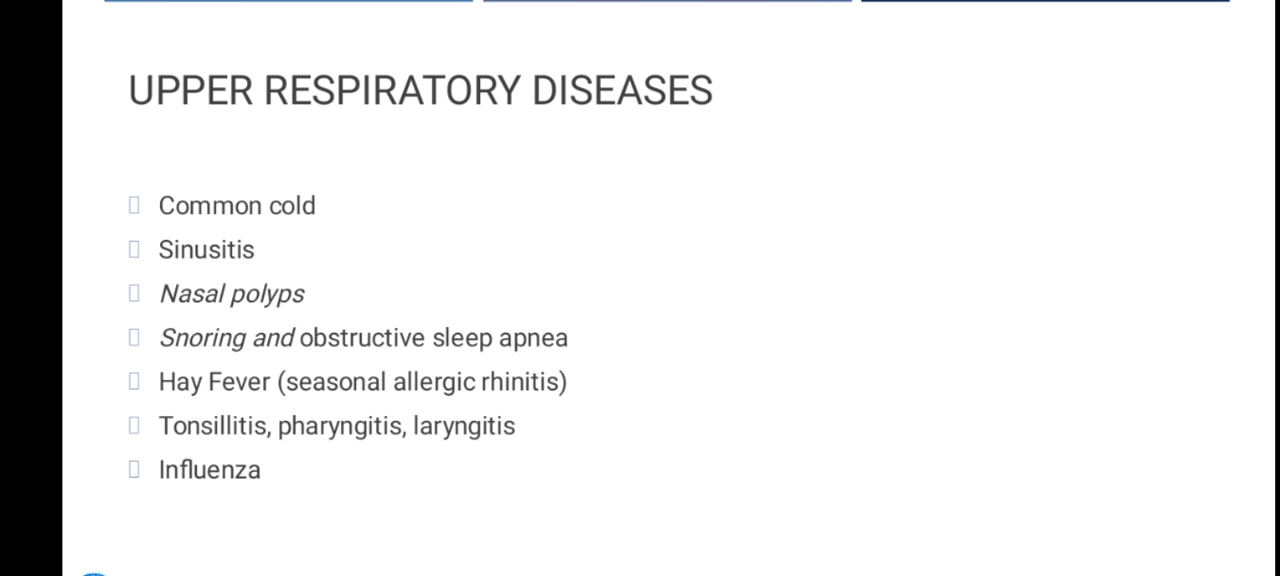 UPPER RESPIRATORY DISEASES
Common cold
Sinusitis
Nasal polyps
Snoring and obstructive sleep apnea
Hay Fever (seasonal allergic rhinitis)
Tonsillitis, pharyngitis, laryngitis
Influenza